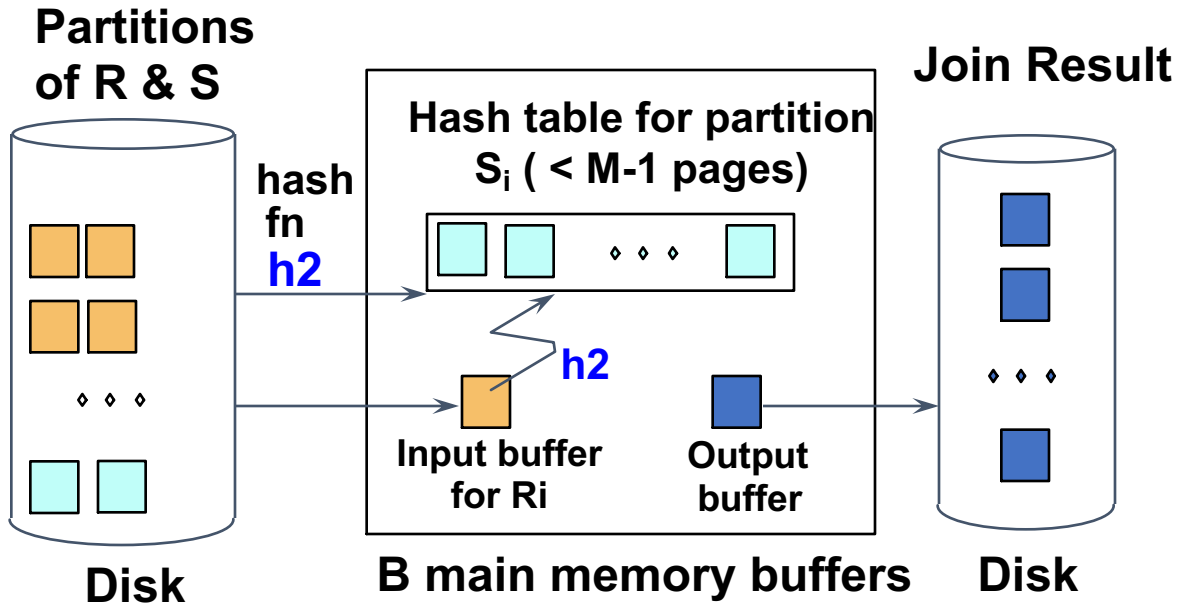 Partitions
of R & S
Join Result
Hash table for partition
Sᵢ ( < M-1 pages)
hash
fn
h2
h2
Input buffer
for Ri
Output
buffer
Disk
B main memory buffers
Disk